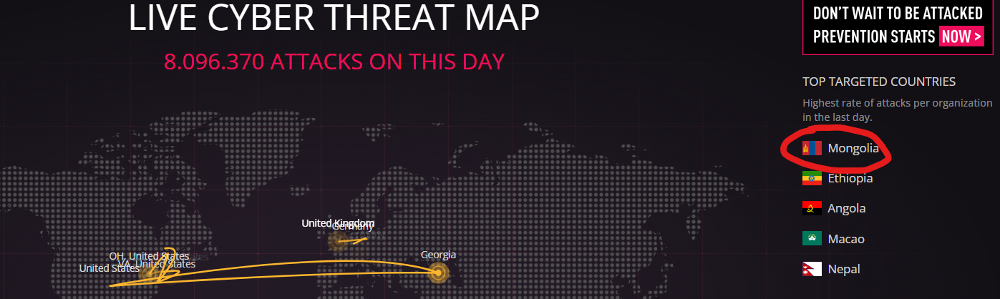 LIVE CYBER THREAT MAP
8.096.370 ATTACKS ON THIS DAY
DON'T WAIT TO BE ATTACKED
PREVENTION STARTS NOW >
TOP TARGETED COUNTRIES
Highest rate of attacks per organization
in the last day.
Mongolia
Ethiopia
Angola
Macao
Nepal
United Kingdom
Germany
Georgia
OH, United States
VA, United States
United States